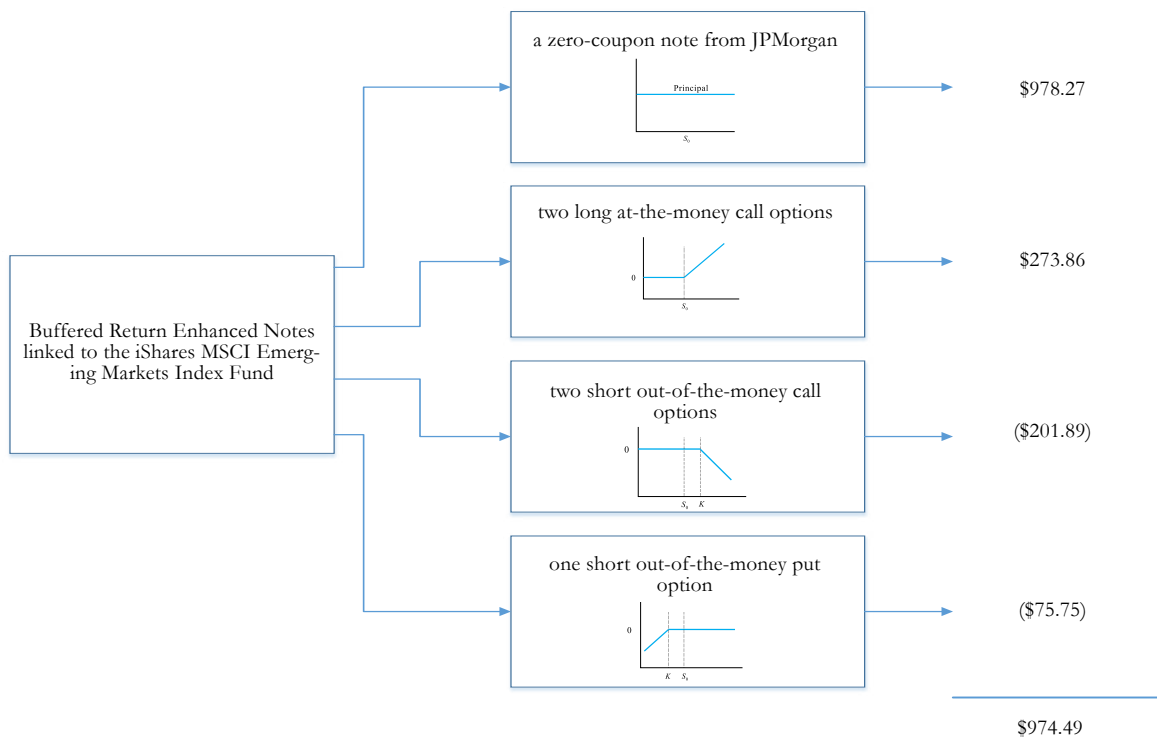 a zero-coupon note from JPMorgan
Principal
S₀
$978.27
two long at-the-money call options
0
S₀
$273.86
Buffered Return Enhanced Notes
linked to the iShares MSCI Emerg-
ing Markets Index Fund
two short out-of-the-money call
options
0
S₀ K
($201.89)
one short out-of-the-money put
option
0
K S₀
($75.75)
$974.49